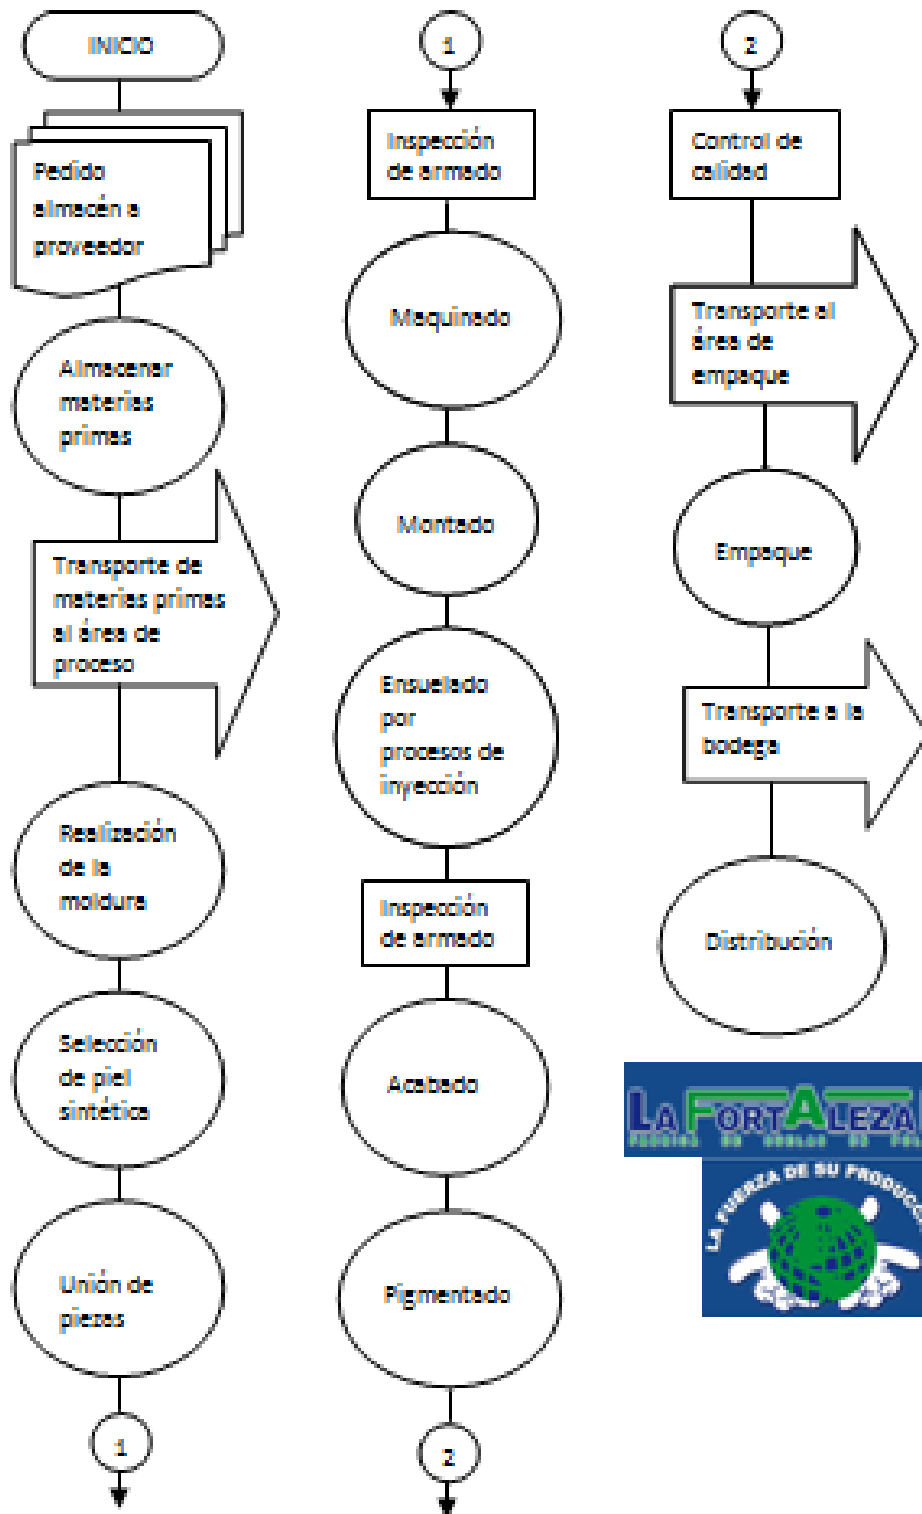 INICIO
Pedido
almacén a
proveedor
Almacenar
materias
primas
Transporte de
materias primas
al área de
proceso
Realización
de la
moldura
Selección
de piel
sintética
Unión de
piezas
1
1
Inspección
de armado
Maquinado
Montado
Ensuelado
por
procesos de
inyección
Inspección
de armado
Acabado
Pigmentado
2
2
Control de
calidad
Transporte al
área de
empaque
Empaque
Transporte a la
bodega
Distribución
LA FORTALEZA
LA FUERZA DE SU PRODUCC